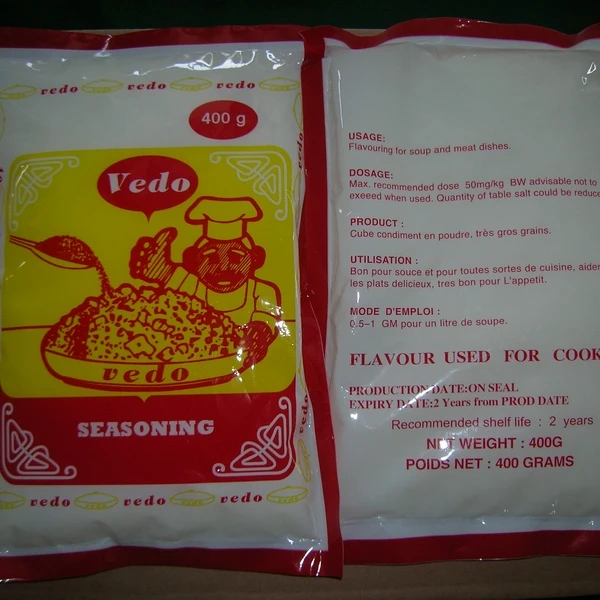 vedo vedo vedo
400 g
Vedo
vedo
SEASONING
vedo vedo vedo
USAGE:
Flavouring for soup and meat dishes.
DOSAGE:
Max. recommended dose 50mg/kg BW advisable not to
exeeed when used. Quantity of table salt could be reduce
PRODUCT :
Cube condiment en poudre, très gros grains.
UTILISATION :
Bon pour souce et pour toutes sortes de cuisine, aider
les plats delicieux, tres bon pour L'appetit.
MODE D'EMPLOI :
0.5-1 GM pour un litre de soupe.
FLAVOUR USED FOR COOK
PRODUCTION DATE:ON SEAL
EXPIRY DATE:2 Years from PROD DATE
Recommended shelf life : 2 years
NET WEIGHT : 400G
POIDS NET : 400 GRAMS